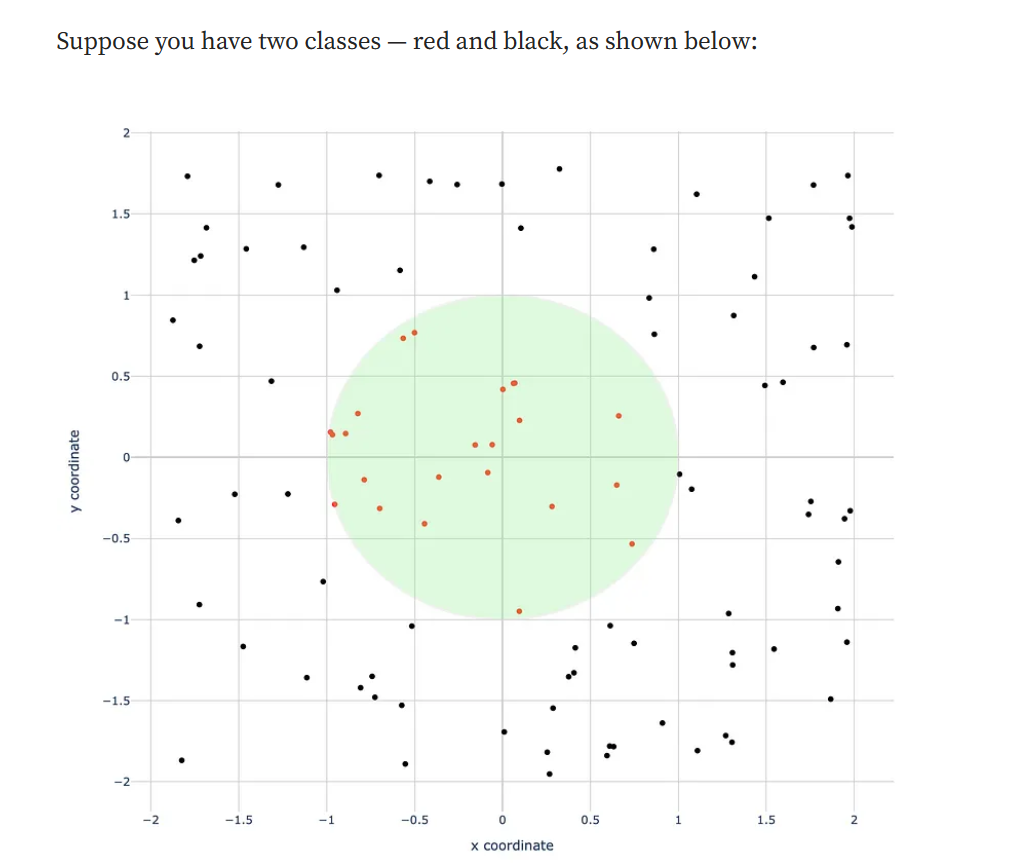 Suppose you have two classes — red and black, as shown below:
2
1.5
1
0.5
0
−0.5
−1
−1.5
−2
y coordinate
−2 −1.5 −1 −0.5 0 0.5 1 1.5 2
x coordinate